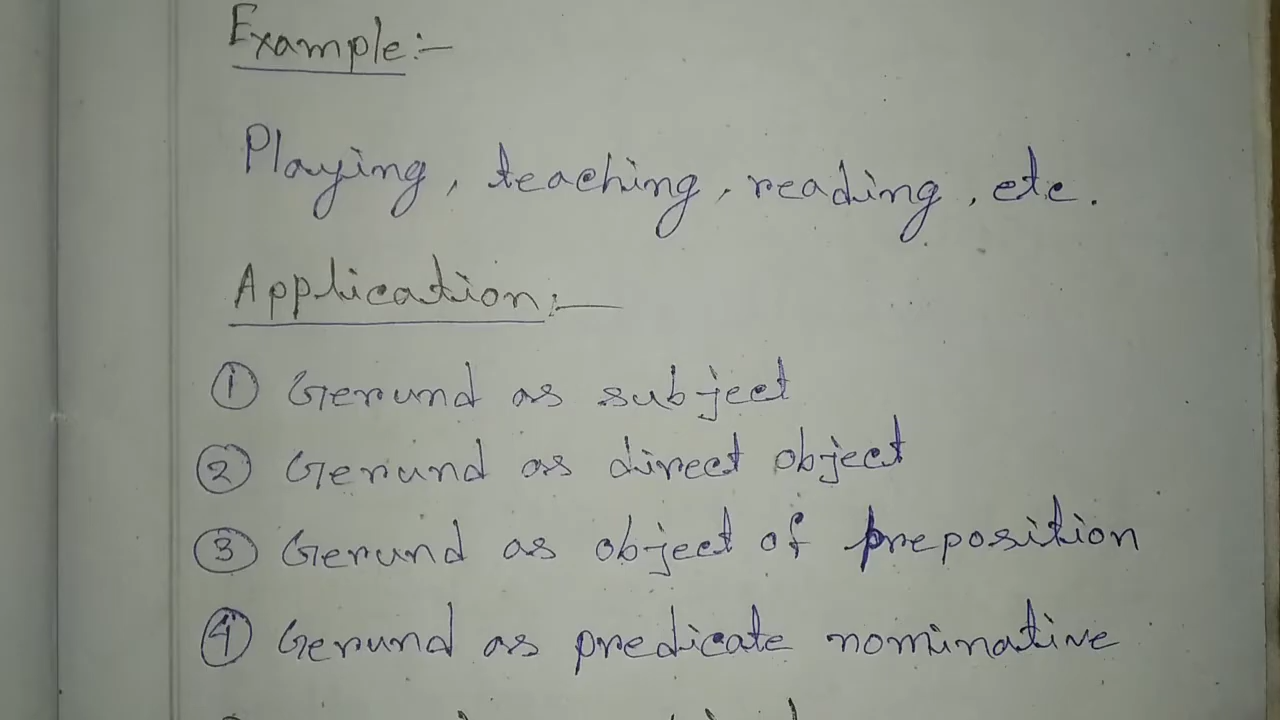 Example:-
Playing, teaching, reading, etc.
Application:-
① Gerund as subject
② Gerund as direct object
③ Gerund as object of preposition
④ Gerund as predicate nominative